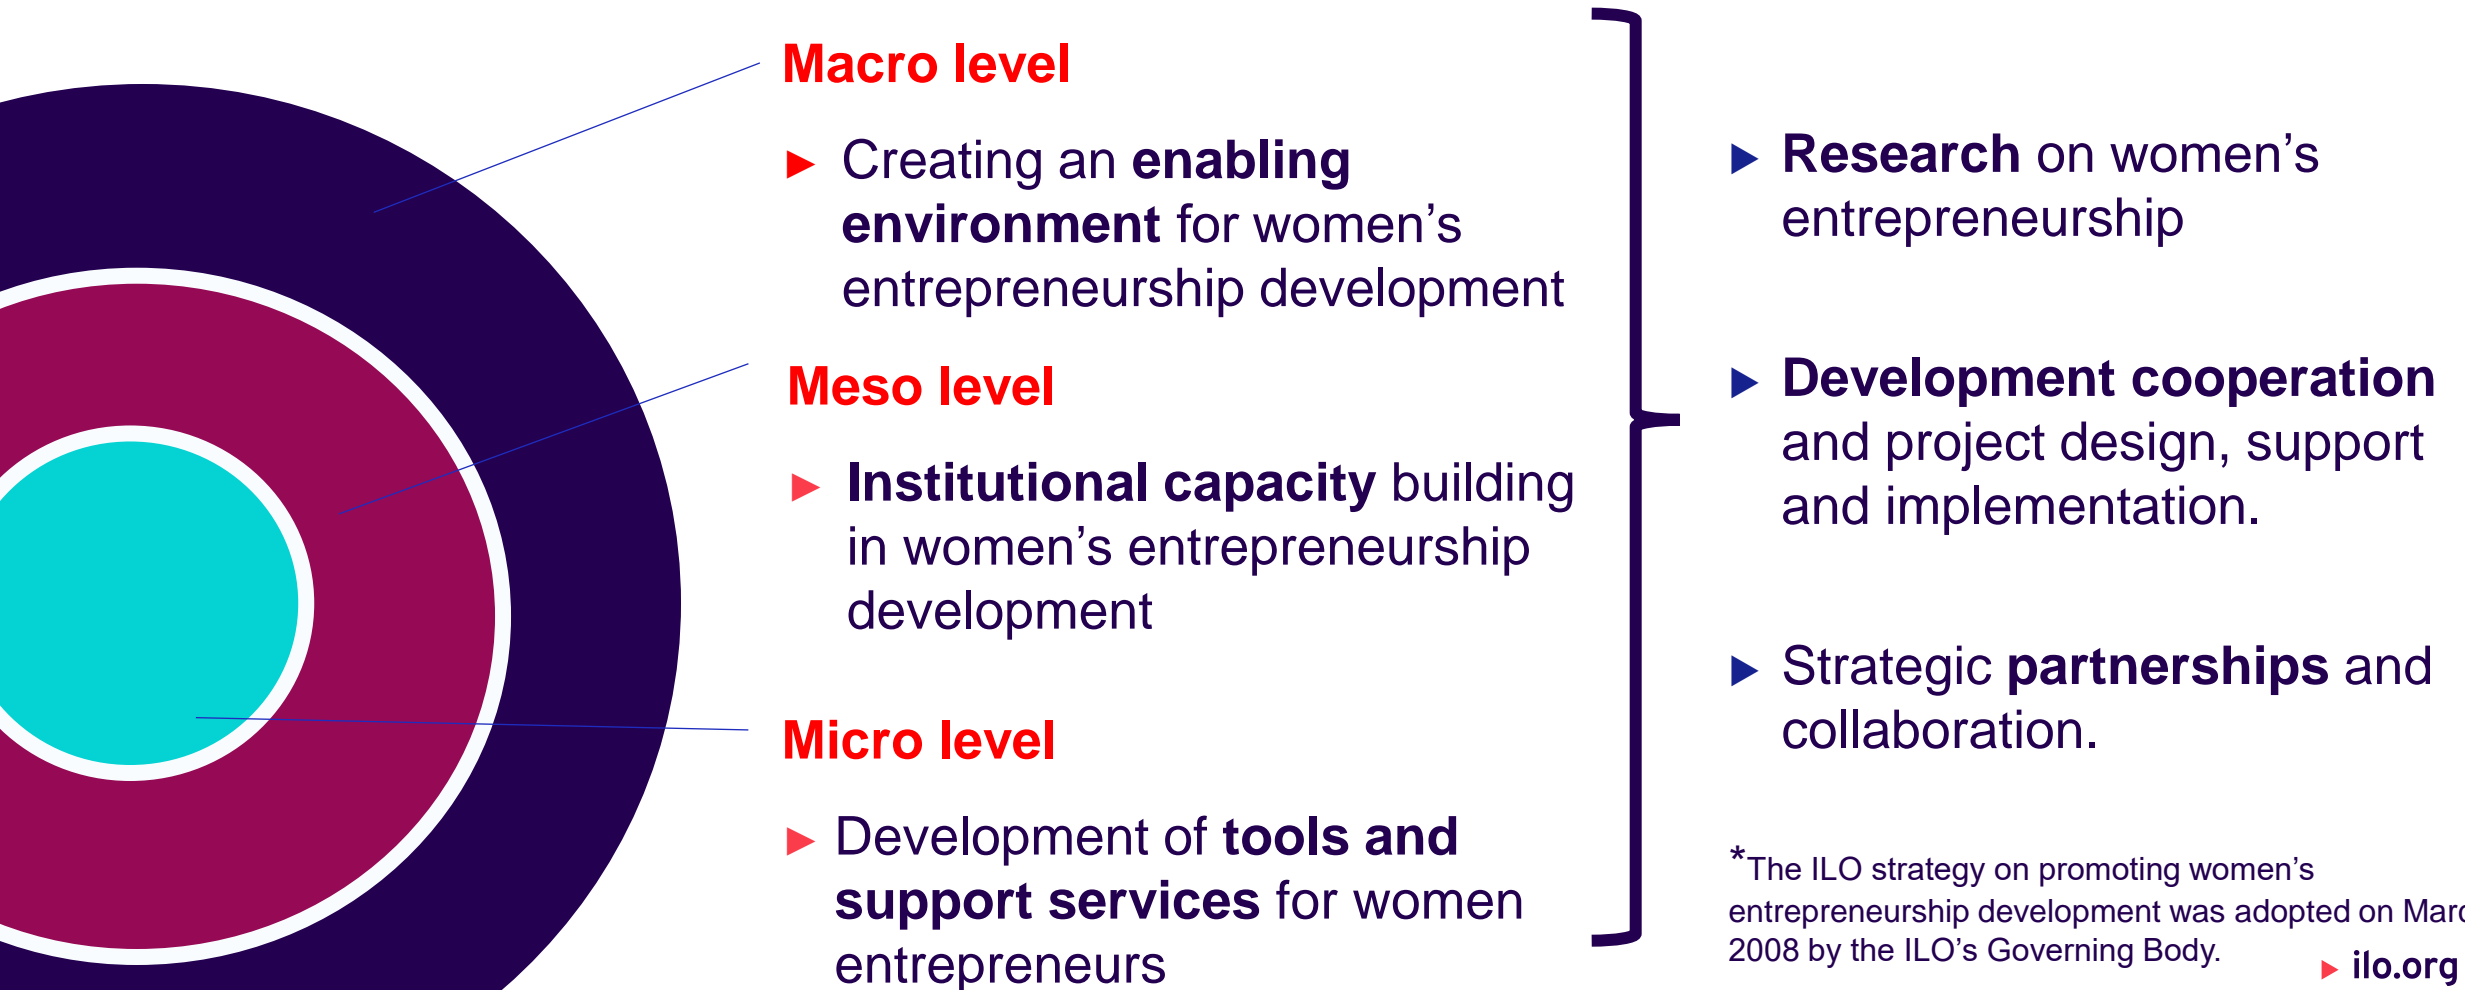 Macro level
► Creating an enabling
environment for women’s
entrepreneurship development
Meso level
► Institutional capacity building
in women’s entrepreneurship
development
Micro level
► Development of tools and
support services for women
entrepreneurs
► Research on women’s
entrepreneurship
► Development cooperation
and project design, support
and implementation.
► Strategic partnerships and
collaboration.
*The ILO strategy on promoting women’s
entrepreneurship development was adopted on
2008 by the ILO’s Governing Body.
► ilo.org